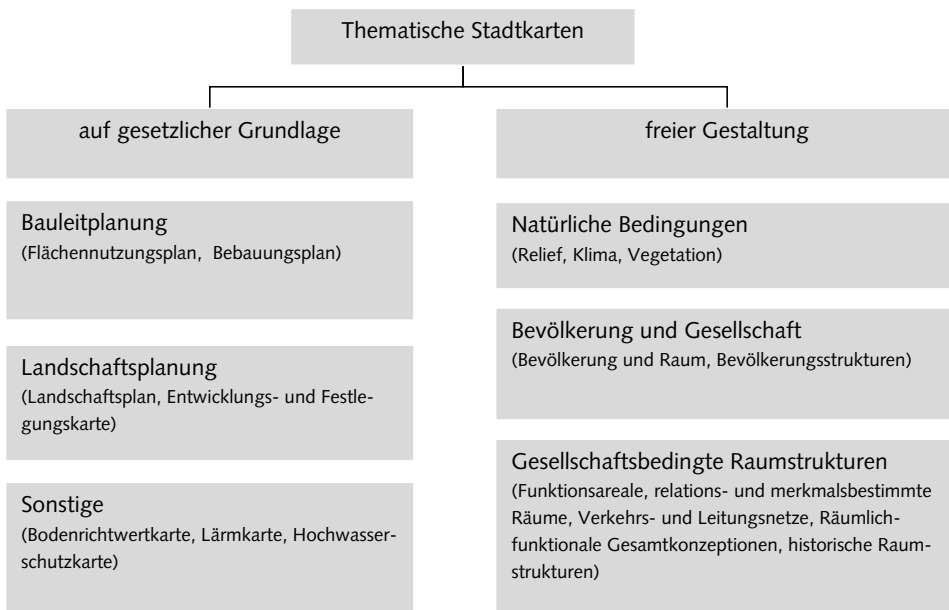 Thematische Stadtkarten
auf gesetzlicher Grundlage
freier Gestaltung
Bauleitplanung
(Flächennutzungsplan, Bebauungsplan)
Landschaftsplanung
(Landschaftsplan, Entwicklungs- und Festle-
gungskarte)
Sonstige
(Bodenrichtwertkarte, Lärmkarte, Hochwasser-
schutzkarte)
Natürliche Bedingungen
(Relief, Klima, Vegetation)
Bevölkerung und Gesellschaft
(Bevölkerung und Raum, Bevölkerungsstrukturen)
Gesellschaftsbedingte Raumstrukturen
(Funktionsareale, relations- und merkmalsbestimmte
Räume, Verkehrs- und Leitungsnetze, Räumlich-
funktionale Gesamtkonzeptionen, historische Raum-
strukturen)